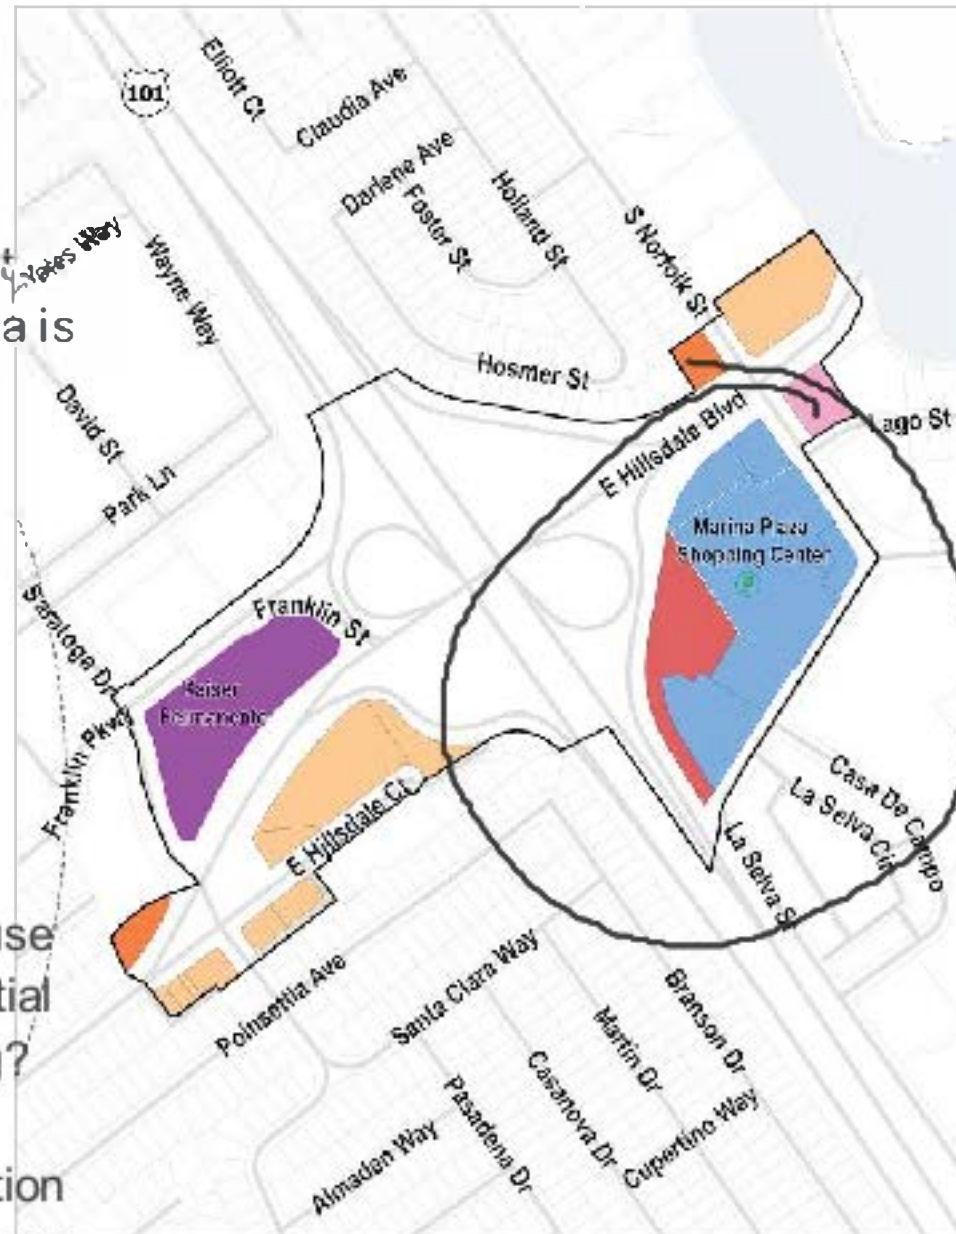 101
Elliott Ct
Claudia Ave
Darlene Ave
Foster St
Holland St
S Norfolk St
Yates Way
Wayne Way
a is
Hosmer St
David St
Park Ln
E Hillsdale Blvd
Lago St
Marina Plaza
Shopping Center
Saratoga Dr
Franklin St
Kaiser
Permanente
Franklin Pkwy
E Hillsdale Ct
Casa De Campo
La Selva Cir
La Selva St
use
tial
?
tion
Poinsettia Ave
Santa Clara Way
Branson Dr
Martin Dr
Casanova Dr
Cupertino Way
Pasadena Dr
Almaden Way